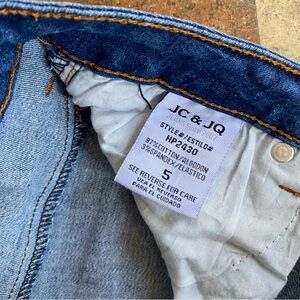 JC & JQ
STYLE#/ESTILO#
HP2430
97%COTTON/ALGODON
3%SPANDEX/ELASTICO
5
SEE REVERSE FOR CARE
VEA EL REVERSO
PARA EL CUIDADO